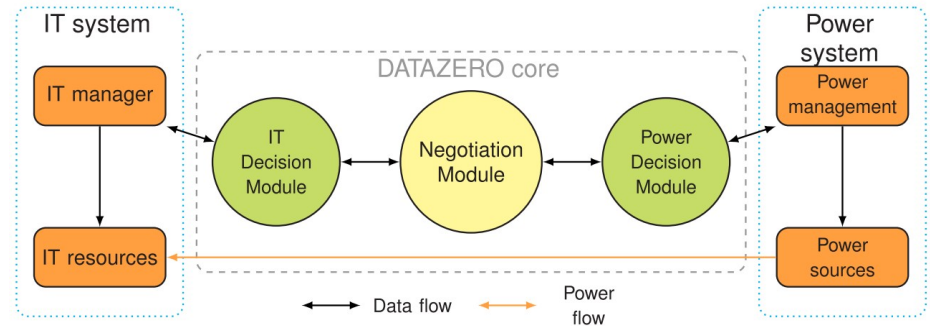 IT system
IT manager
IT resources
DATAZERO core
IT
Decision
Module
Negotiation
Module
Power
Decision
Module
Power
system
Power
management
Power
sources
Data flow
Power
flow